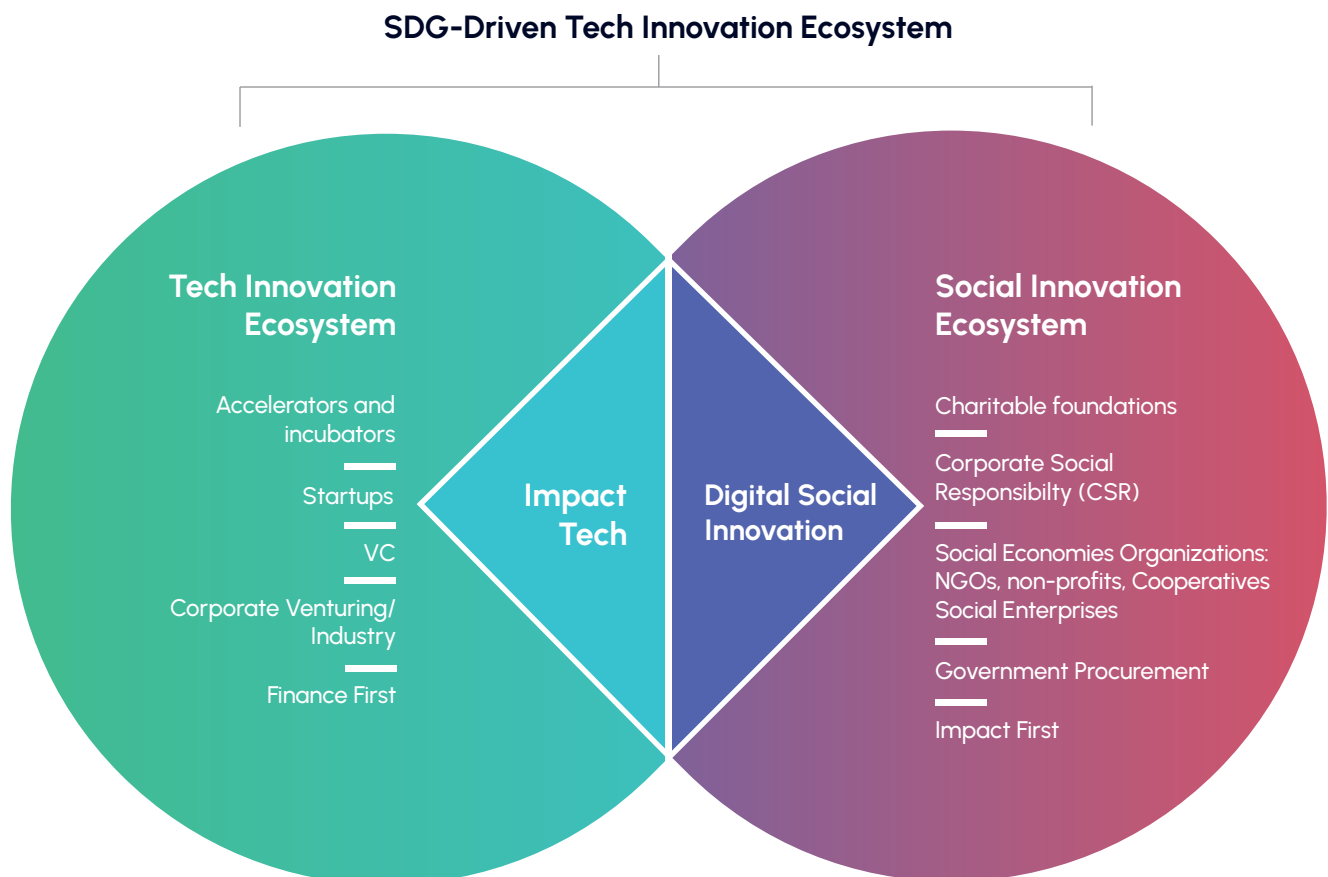 SDG-Driven Tech Innovation Ecosystem
Tech Innovation
Ecosystem
Accelerators and
incubators
Startups
VC
Corporate Venturing/
Industry
Finance First
Impact
Tech
Digital Social
Innovation
Social Innovation
Ecosystem
Charitable foundations
Corporate Social
Responsibilty (CSR)
Social Economies Organizations:
NGOs, non-profits, Cooperatives
Social Enterprises
Government Procurement
Impact First